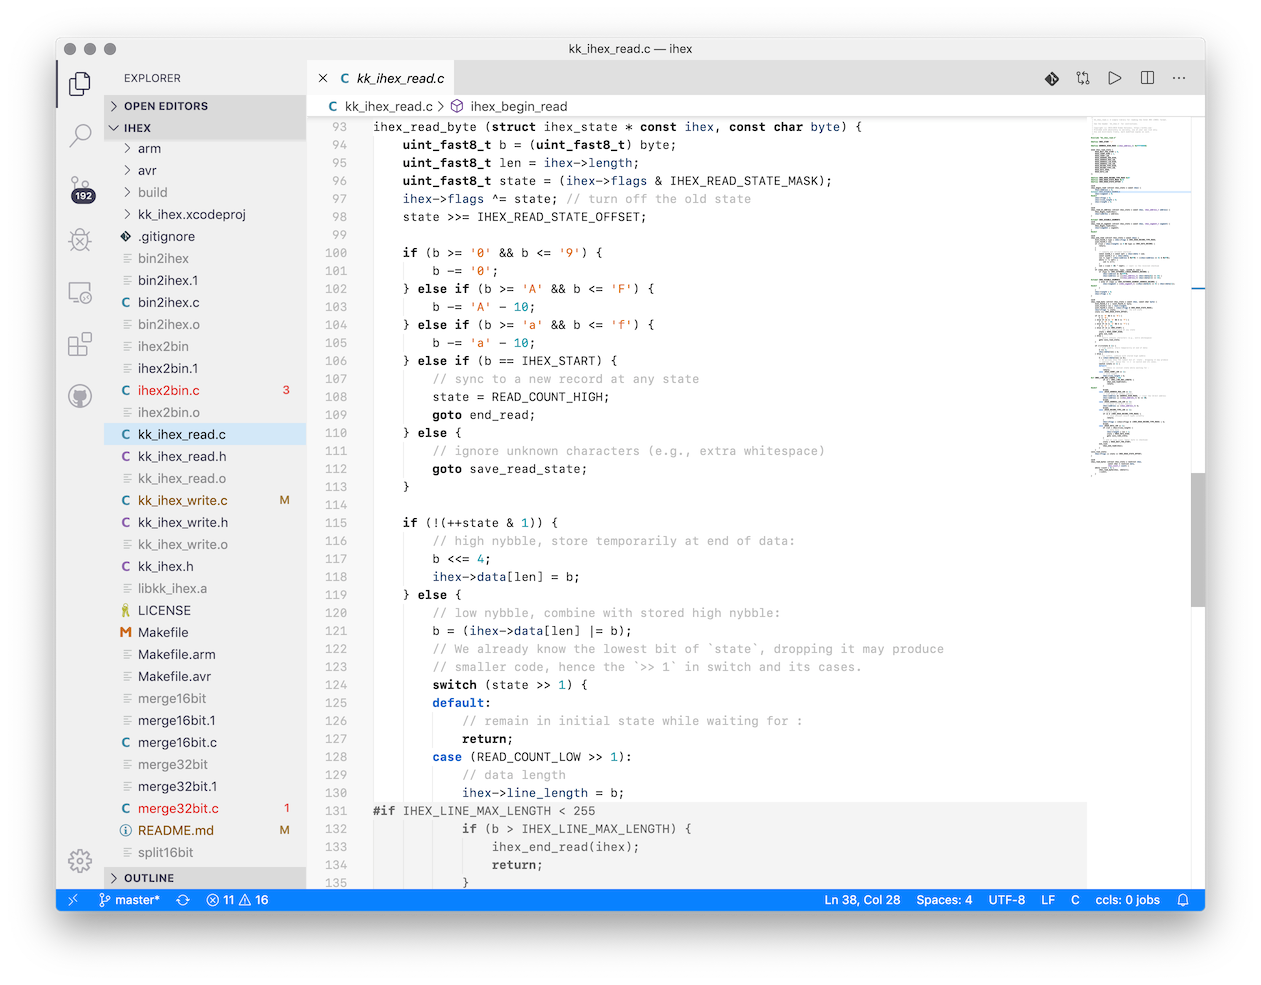 kk_ihex_read.c — ihex
EXPLORER
OPEN EDITORS
IHEX
arm
avr
build
kk_ihex.xcodeproj
.gitignore
bin2ihex
bin2ihex.1
C bin2ihex.c
bin2ihex.o
ihex2bin
ihex2bin.1
C ihex2bin.c 3
ihex2bin.o
C kk_ihex_read.c
C kk_ihex_read.h
kk_ihex_read.o
C kk_ihex_write.c M
C kk_ihex_write.h
kk_ihex_write.o
C kk_ihex.h
libkk_ihex.a
LICENSE
M Makefile
Makefile.arm
Makefile.avr
merge16bit
merge16bit.1
C merge16bit.c
merge32bit
merge32bit.1
C merge32bit.c 1
README.md M
split16bit
OUTLINE
192
C kk_ihex_read.c
C kk_ihex_read.c > ihex_begin_read
93 ihex_read_byte (struct ihex_state * const ihex, const char byte) {
94 uint_fast8_t b = (uint_fast8_t) byte;
95 uint_fast8_t len = ihex->length;
96 uint_fast8_t state = (ihex->flags & IHEX_READ_STATE_MASK);
97 ihex->flags ^= state; // turn off the old state
98 state >>= IHEX_READ_STATE_OFFSET;
99
100 if (b >= '0' && b <= '9') {
101 b -= '0';
102 } else if (b >= 'A' && b <= 'F') {
103 b -= 'A' - 10;
104 } else if (b >= 'a' && b <= 'f') {
105 b -= 'a' - 10;
106 } else if (b == IHEX_START) {
107 // sync to a new record at any state
108 state = READ_COUNT_HIGH;
109 goto end_read;
110 } else {
111 // ignore unknown characters (e.g., extra whitespace)
112 goto save_read_state;
113 }
114
115 if (!(++state & 1)) {
116 // high nybble, store temporarily at end of data:
117 b <<= 4;
118 ihex->data[len] = b;
119 } else {
120 // low nybble, combine with stored high nybble:
121 b = (ihex->data[len] |= b);
122 // We already know the lowest bit of `state`, dropping it may produce
123 // smaller code, hence the `>> 1` in switch and its cases.
124 switch (state >> 1) {
125 default:
126 // remain in initial state while waiting for :
127 return;
128 case (READ_COUNT_LOW >> 1):
129 // data length
130 ihex->line_length = b;
131 #if IHEX_LINE_MAX_LENGTH < 255
132 if (b > IHEX_LINE_MAX_LENGTH) {
133 ihex_end_read(ihex);
134 return;
135 }
master* 11 16 Ln 38, Col 28 Spaces: 4 UTF-8 LF C ccls: 0 jobs